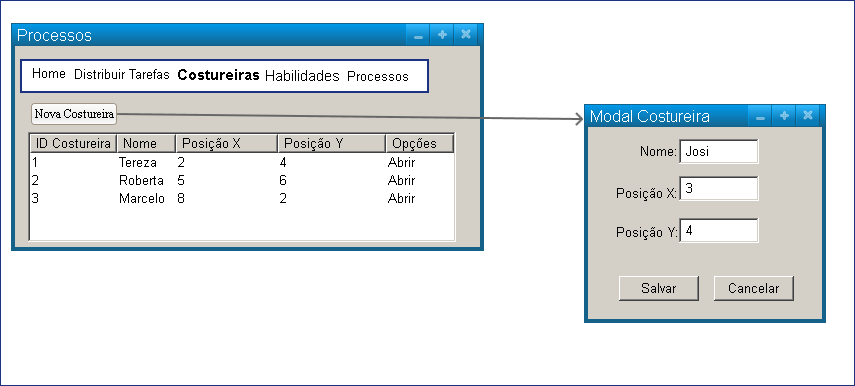 Processos
Home Distribuir Tarefas Costureiras Habilidades Processos
Nova Costureira
ID Costureira Nome Posição X Posição Y Opções
1 Tereza 2 4 Abrir
2 Roberta 5 6 Abrir
3 Marcelo 8 2 Abrir
Modal Costureira
Nome: Josi
Posição X: 3
Posição Y: 4
Salvar Cancelar